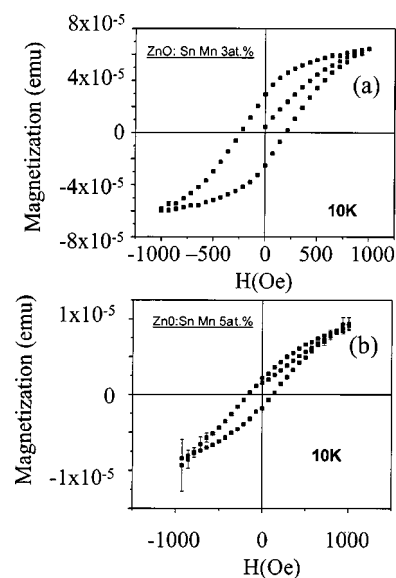 8x10-5
ZnO: Sn Mn 3at.%
(a)
4x10-5
0
-4x10-5
-8x10-5
10K
Magnetization (emu)
-1000 -500 0 500 1000
H(Oe)
1x10-5
Zn0:Sn Mn 5at.%
(b)
0
-1x10-5
10K
Magnetization (emu)
-1000 0 1000
H(Oe)